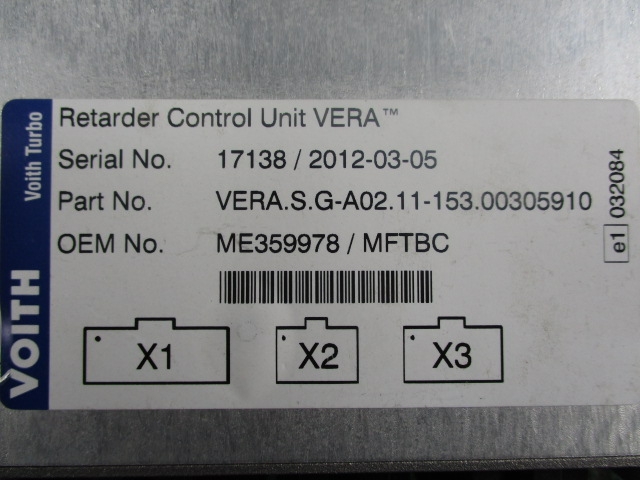 Voith Turbo
VOITH
Retarder Control Unit VERA™
Serial No. 17138 / 2012-03-05
Part No. VERA.S.G-A02.11-153.00305910
OEM No. ME359978 / MFTBC
e1 032084
X1 X2 X3